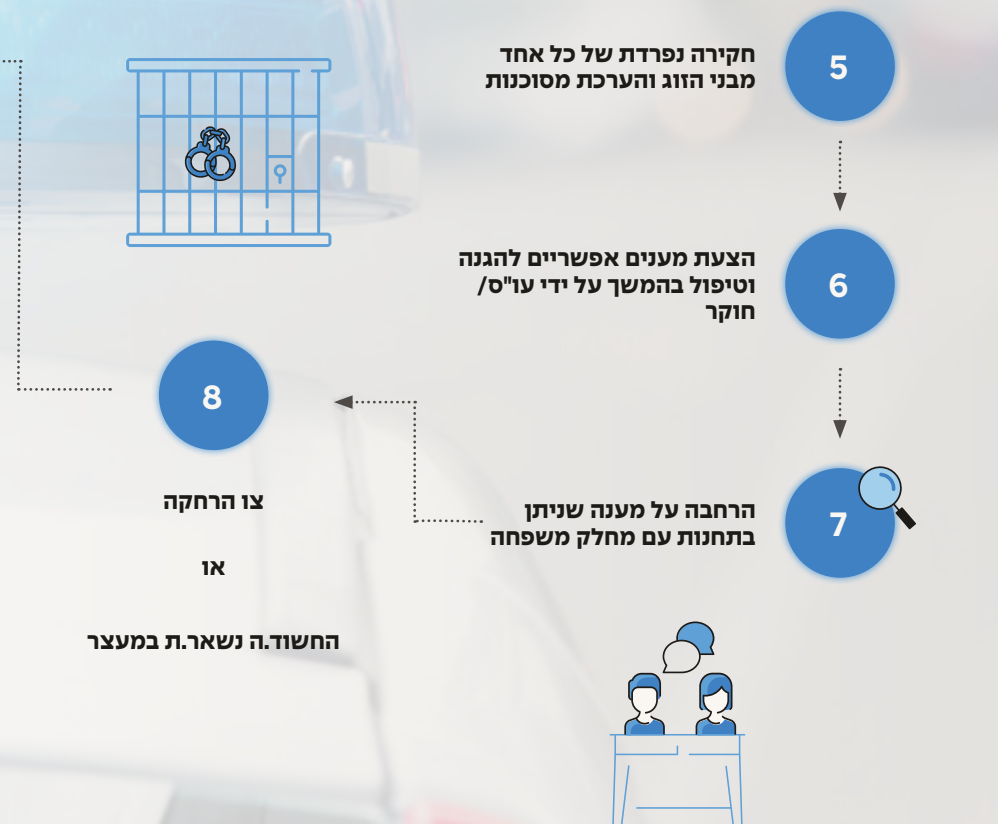 5
חקירה נפרדת של כל אחד
מבני הזוג והערכת מסוכנות
6
הצעת מענים אפשריים להגנה
וטיפול בהמשך על ידי עו"ס/
חוקר
7
הרחבה על מענה שניתן
בתחנות עם מחלק משפחה
8
צו הרחקה
או
החשוד.ה נשאר.ת במעצר